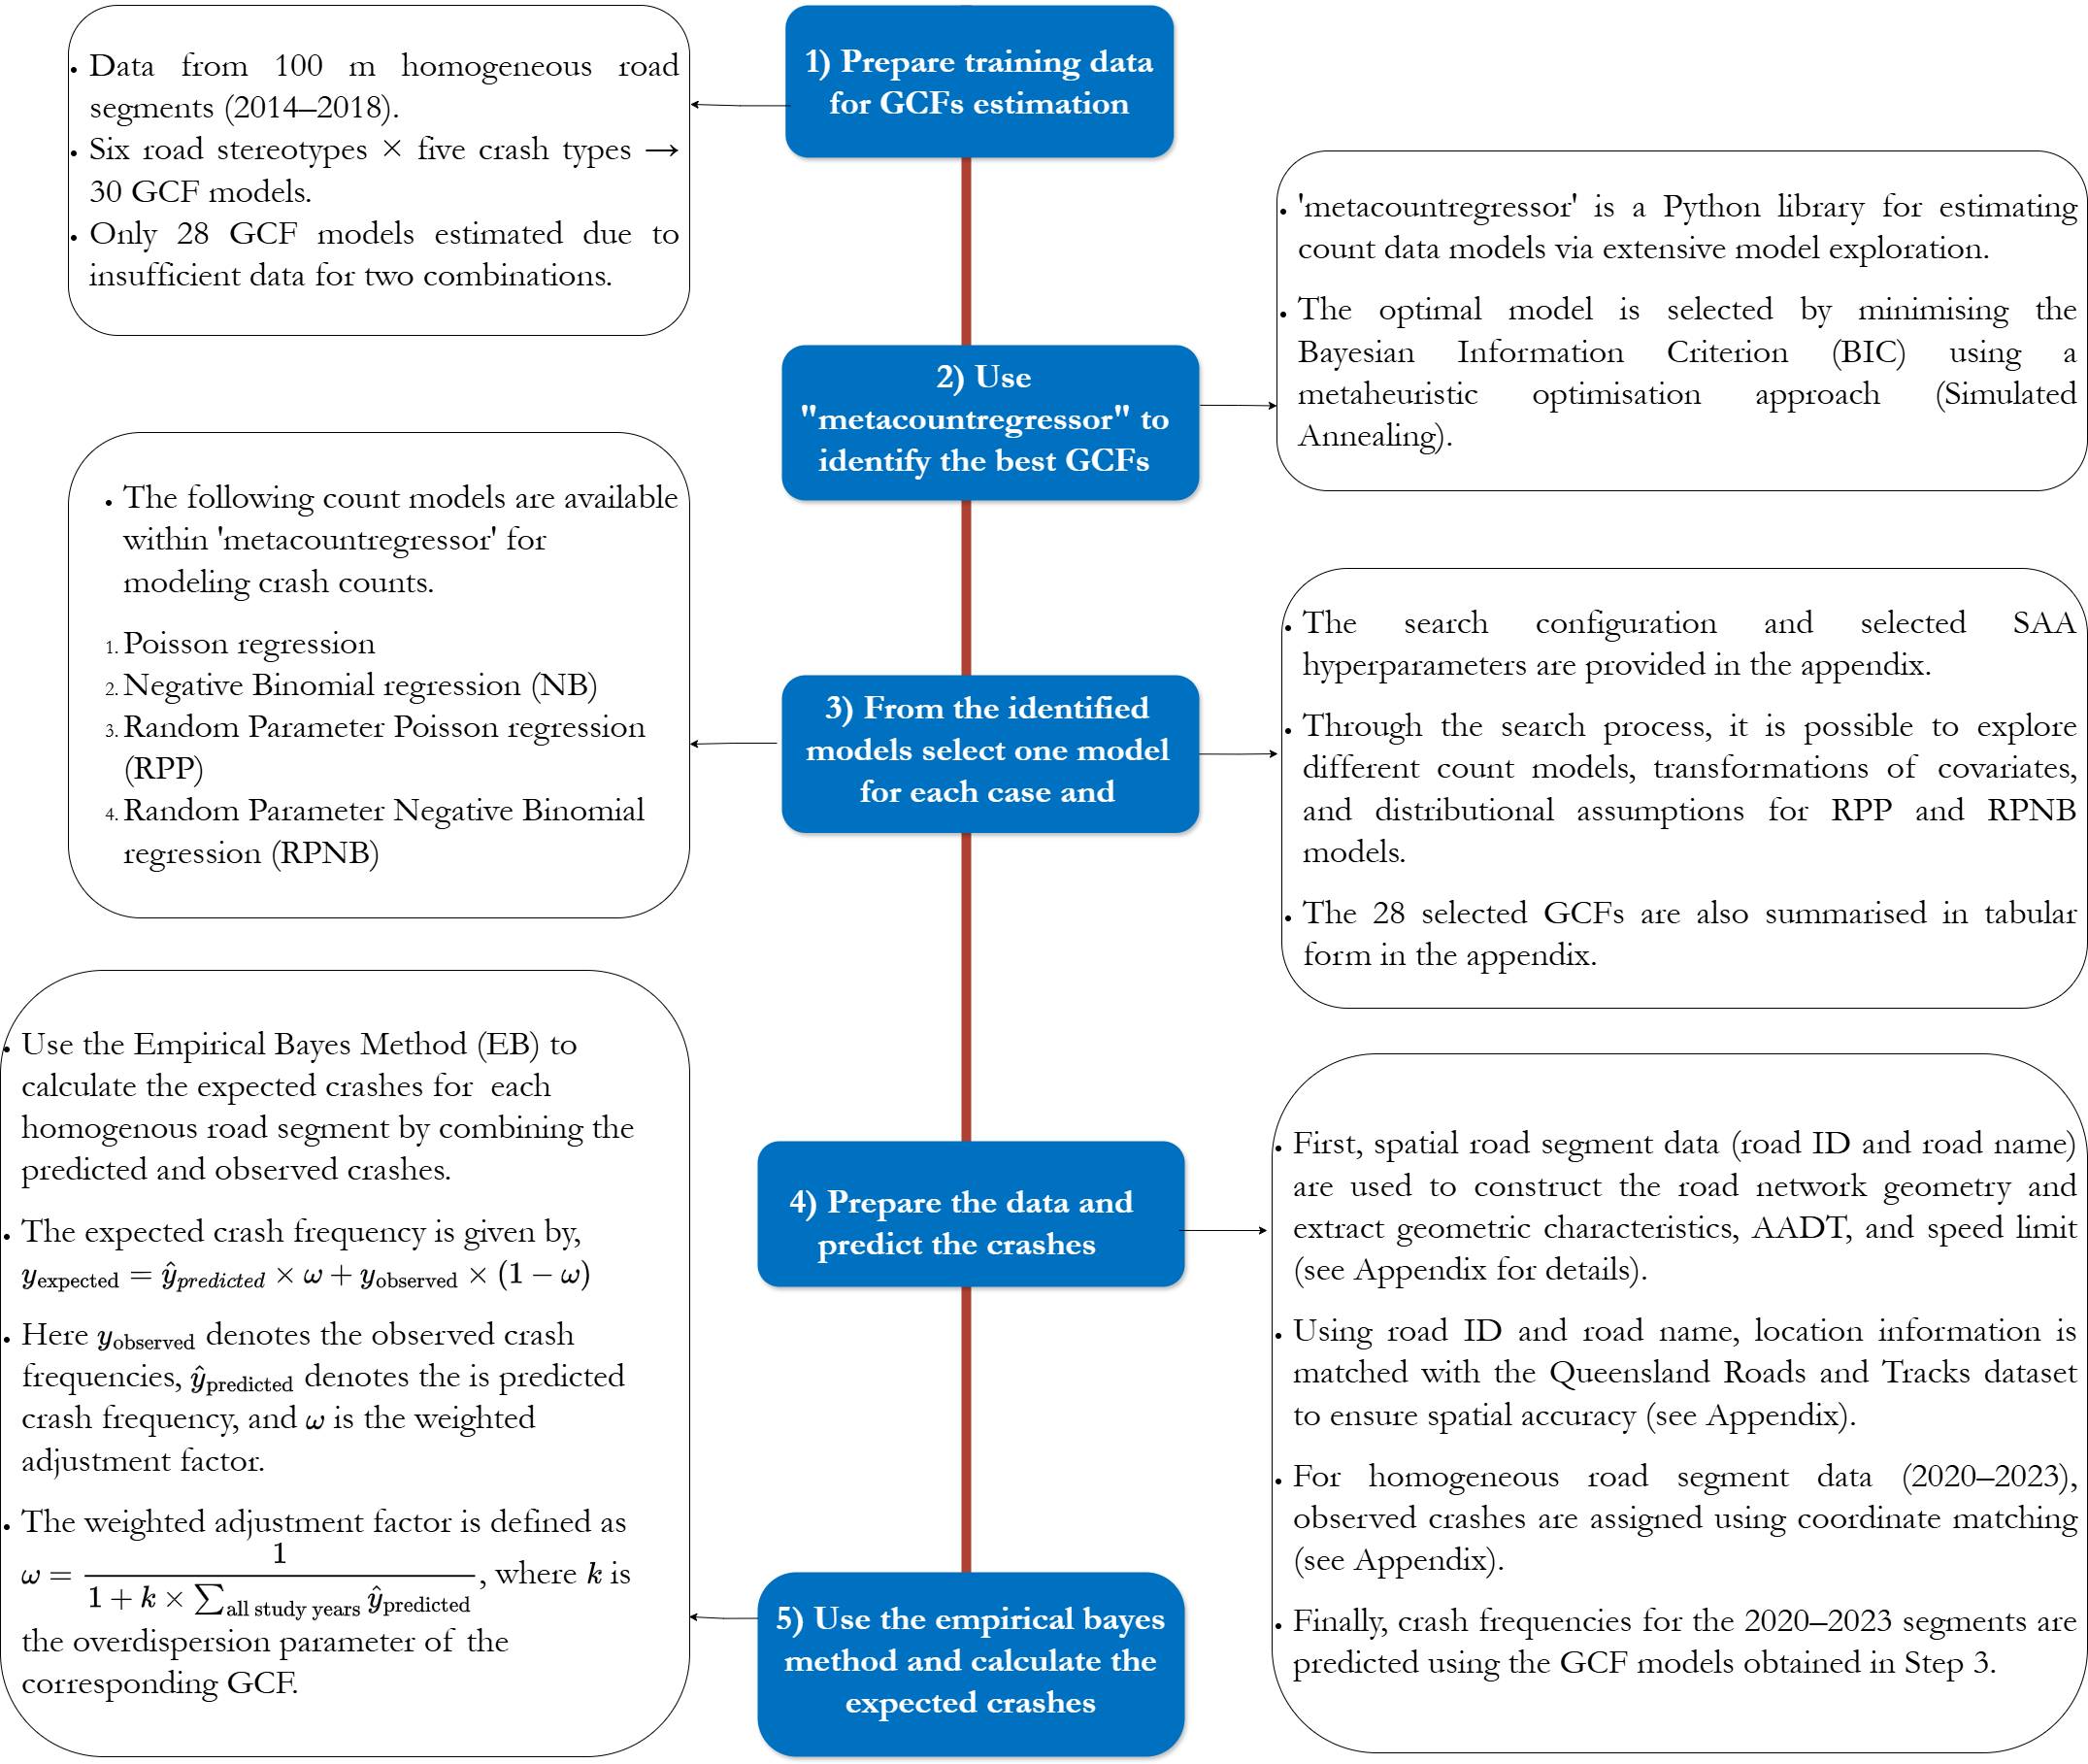 1) Prepare training data
for GCFs estimation
• Data from 100 m homogeneous road
segments (2014–2018).
• Six road stereotypes × five crash types →
30 GCF models.
• Only 28 GCF models estimated due to
insufficient data for two combinations.
2) Use
"metacountregressor" to
identify the best GCFs
• 'metacountregressor' is a Python library for estimating
count data models via extensive model exploration.
• The optimal model is selected by minimising the
Bayesian Information Criterion (BIC) using a
metaheuristic optimisation approach (Simulated
Annealing).
3) From the identified
models select one model
for each case and
• The following count models are available
within 'metacountregressor' for
modeling crash counts.
1. Poisson regression
2. Negative Binomial regression (NB)
3. Random Parameter Poisson regression
(RPP)
4. Random Parameter Negative Binomial
regression (RPNB)
• The search configuration and selected SAA
hyperparameters are provided in the appendix.
• Through the search process, it is possible to explore
different count models, transformations of covariates,
and distributional assumptions for RPP and RPNB
models.
• The 28 selected GCFs are also summarised in tabular
form in the appendix.
4) Prepare the data and
predict the crashes
• First, spatial road segment data (road ID and road name)
are used to construct the road network geometry and
extract geometric characteristics, AADT, and speed limit
(see Appendix for details).
• Using road ID and road name, location information is
matched with the Queensland Roads and Tracks dataset
to ensure spatial accuracy (see Appendix).
• For homogeneous road segment data (2020–2023),
observed crashes are assigned using coordinate matching
(see Appendix).
• Finally, crash frequencies for the 2020–2023 segments are
predicted using the GCF models obtained in Step 3.
5) Use the empirical bayes
method and calculate the
expected crashes
• Use the Empirical Bayes Method (EB) to
calculate the expected crashes for each
homogenous road segment by combining the
predicted and observed crashes.
• The expected crash frequency is given by,
y_expected = ŷ_predicted × ω + y_observed × (1 − ω)
• Here y_observed denotes the observed crash
frequencies, ŷ_predicted denotes the is predicted
crash frequency, and ω is the weighted
adjustment factor.
• The weighted adjustment factor is defined as
ω = 1 / (1 + k × ∑_all study years ŷ_predicted), where k is
the overdispersion parameter of the
corresponding GCF.